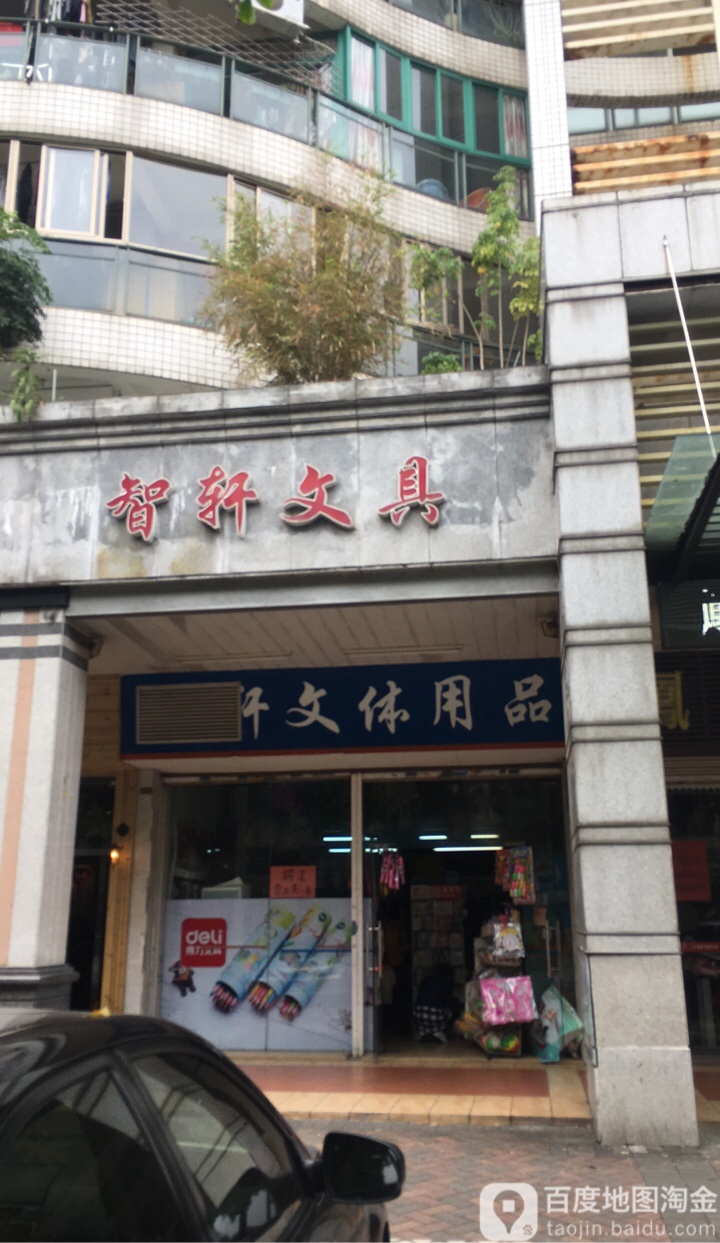 智轩文具
轩文体用品
deli
得力文具
百度地图淘金
taojin.baidu.com